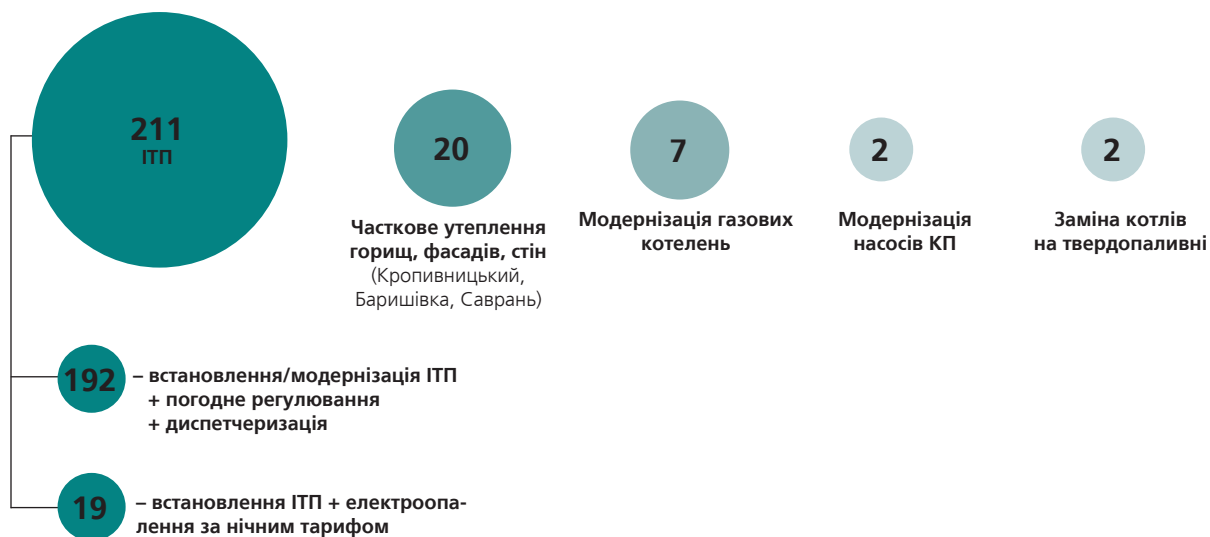 211
ІТП
20
Часткове утеплення
горищ, фасадів, стін
(Кропивницький,
Баришівка, Саврань)
7
Модернізація газових
котелень
2
Модернізація
насосів КП
2
Заміна котлів
на твердопаливні
192
– встановлення/модернізація ІТП
+ погодне регулювання
+ диспетчеризація
19
– встановлення ІТП + електроопа-
лення за нічним тарифом